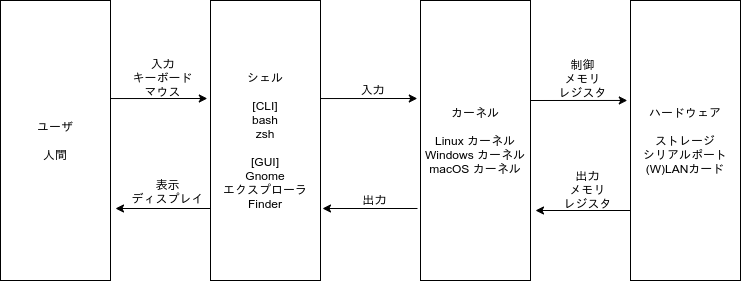 ユーザ
人間
入力
キーボード
マウス
表示
ディスプレイ
シェル
[CLI]
bash
zsh
[GUI]
Gnome
エクスプローラ
Finder
入力
出力
カーネル
Linux カーネル
Windows カーネル
macOS カーネル
制御
メモリ
レジスタ
出力
メモリ
レジスタ
ハードウェア
ストレージ
シリアルポート
(W)LANカード